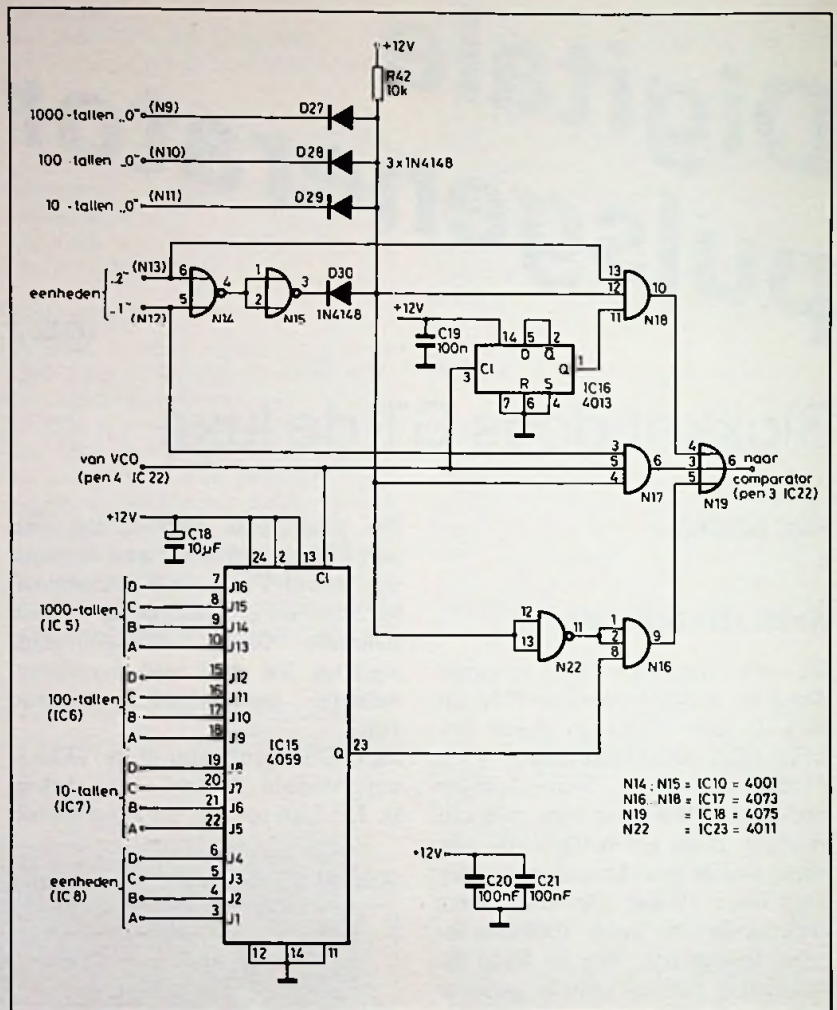 +12V
R42
10k
1000-tallen „0” (N9)
D27
100-tallen „0” (N10)
D28
3x1N4148
10-tallen „0” (N11)
D29
eenheden
„2” (N13)
„1” (N12)
6
5
4
N14
1
2
3
N15
D30
1N4148
13
12
11
10
N18
+12V
C19
100n
14
5
2
D
Q̅
3
Cl
Q
1
R
S
7
6
4
IC16
4013
van VCO
(pen 4 IC22)
3
5
4
6
N17
4
3
5
6
N19
naar
comparator
(pen 3 IC22)
+12V
C18
10µF
24
2
13
1
Cl
1000-tallen
(IC5)
D 7 J16
C 8 J15
B 9 J14
A 10 J13
100-tallen
(IC6)
D 15 J12
C 16 J11
B 17 J10
A 18 J9
10-tallen
(IC7)
D 19 J8
C 20 J7
B 21 J6
A 22 J5
eenheden
(IC8)
D 6 J4
C 5 J3
B 4 J2
A 3 J1
IC15
4059
Q
23
12
14
11
12
13
11
N22
1
2
8
9
N16
N14;N15 = IC10 = 4001
N16...N18 = IC17 = 4073
N19 = IC18 = 4075
N22 = IC23 = 4011
+12V
C20
100nF
C21
100nF